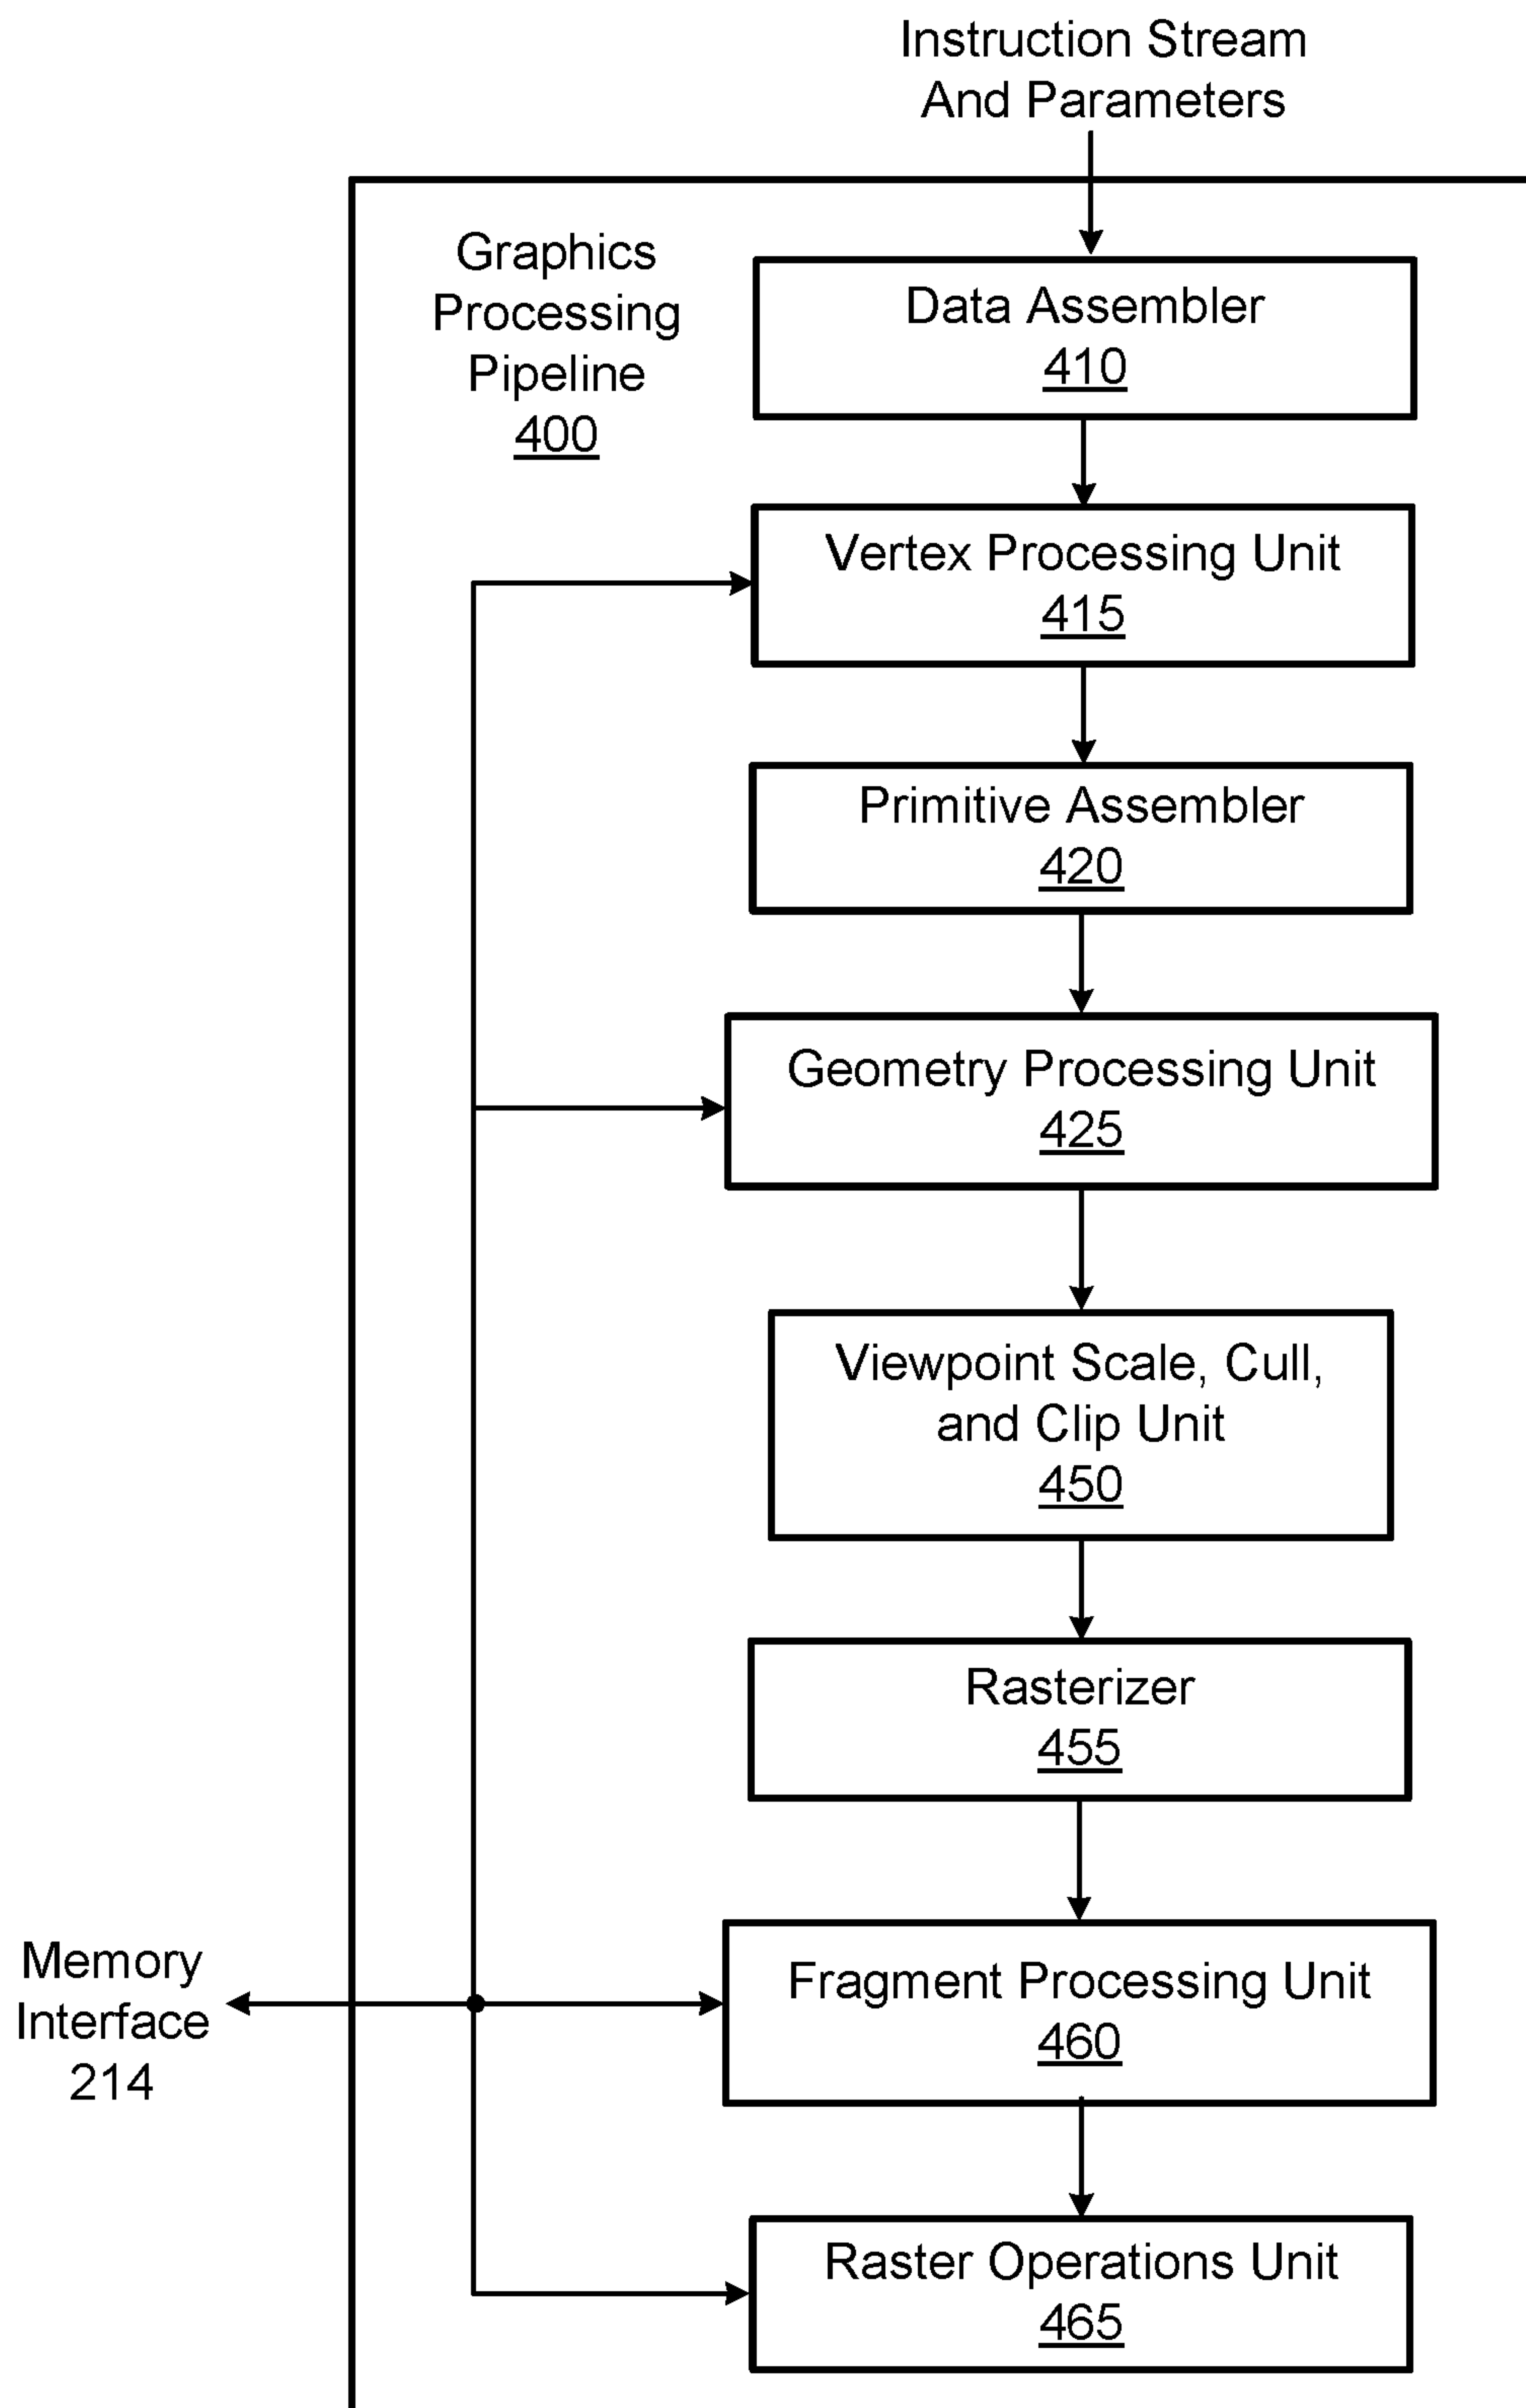 Instruction Stream
And Parameters
Graphics
Processing
Pipeline
400
Data Assembler
410
Vertex Processing Unit
415
Primitive Assembler
420
Geometry Processing Unit
425
Viewpoint Scale, Cull,
and Clip Unit
450
Rasterizer
455
Memory
Interface
214
Fragment Processing Unit
460
Raster Operations Unit
465